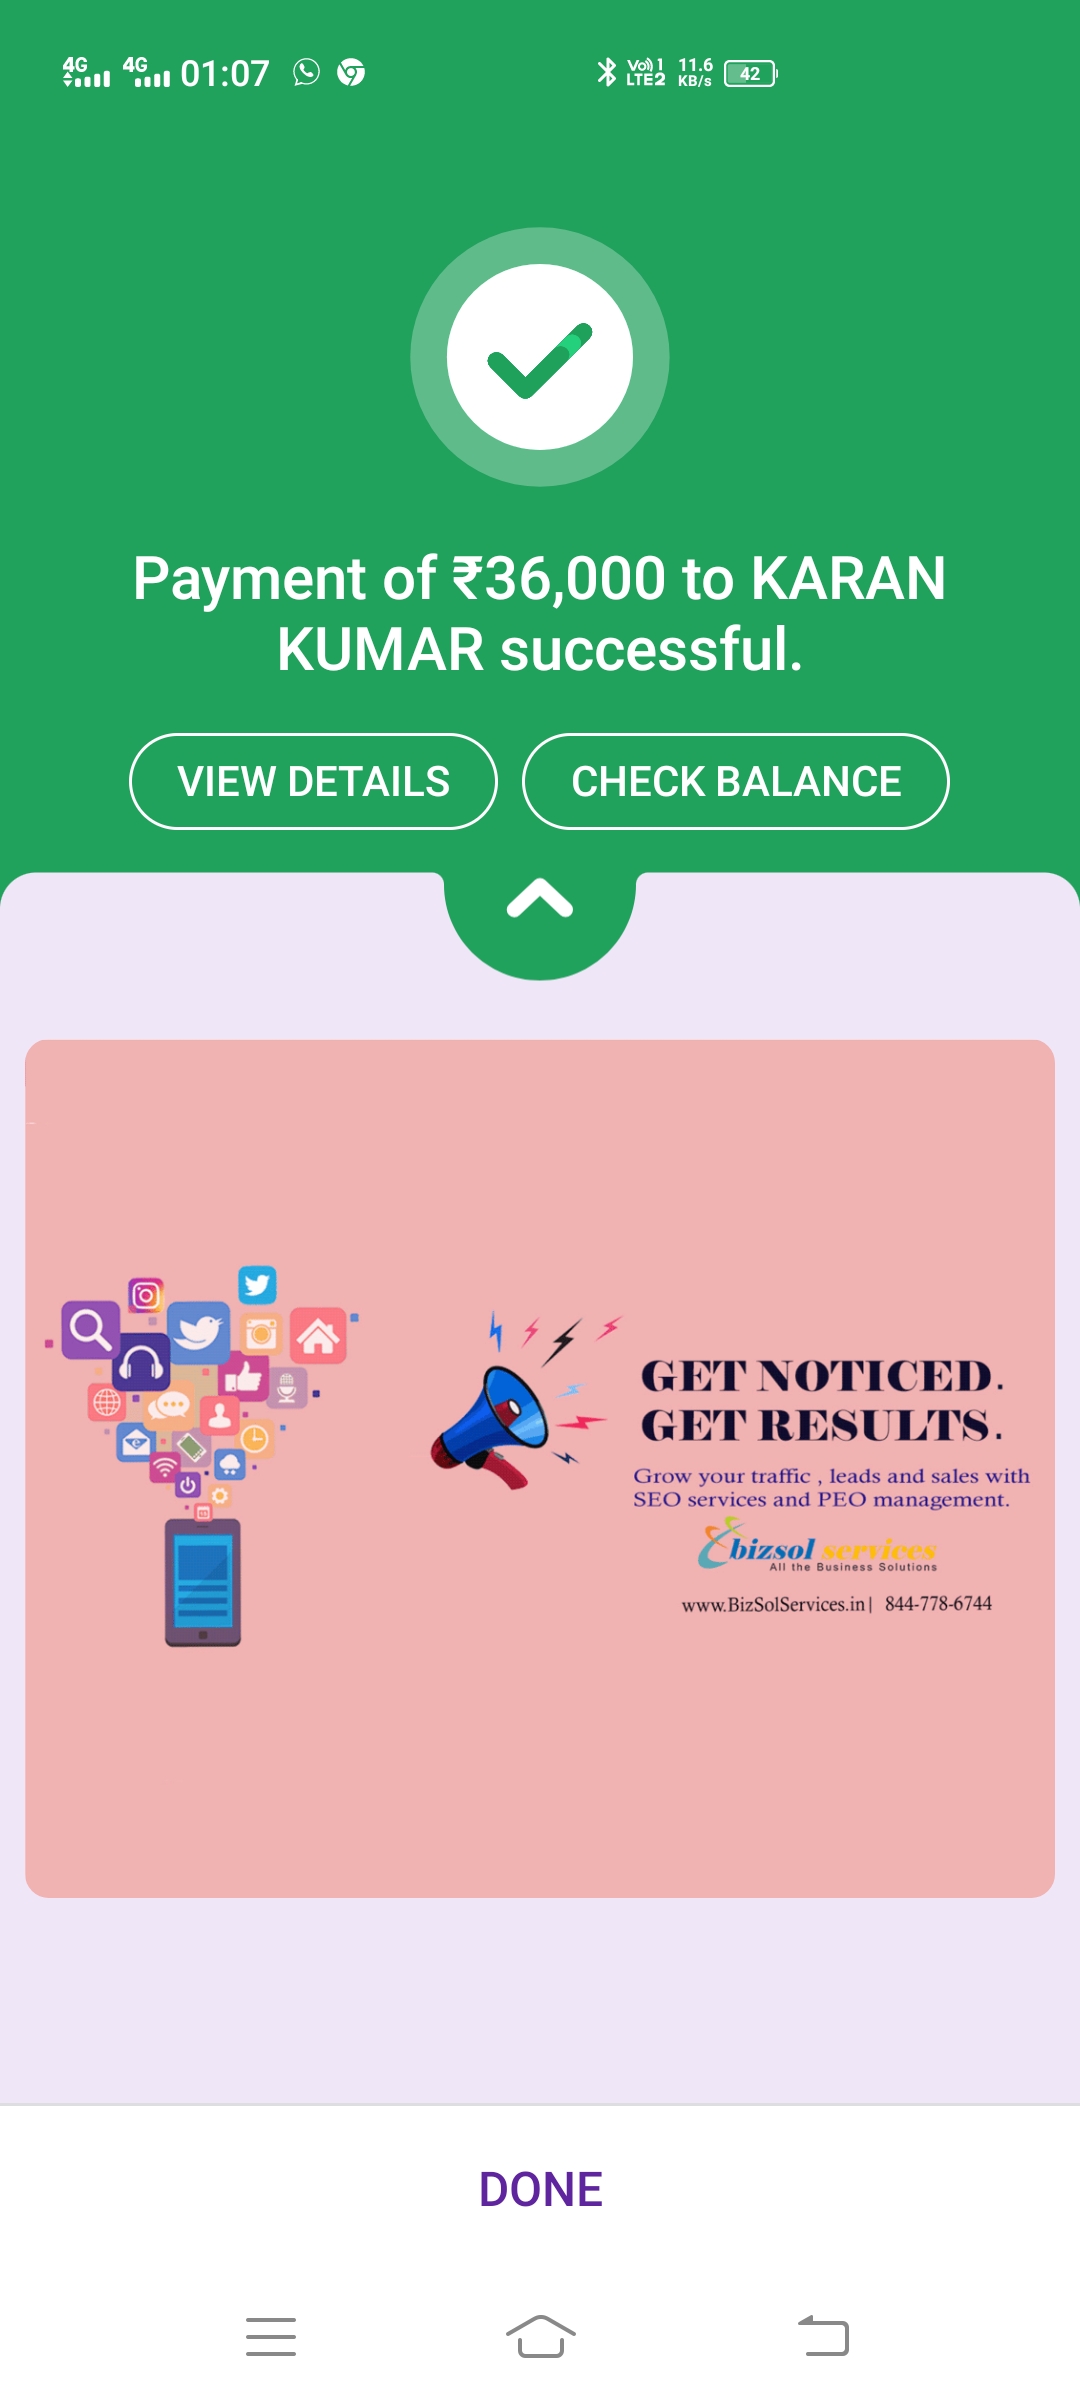 4G 4G 01:07 Vo)) 1 LTE2 11.6 KB/s 42
Payment of ₹36,000 to KARAN
KUMAR successful.
VIEW DETAILS CHECK BALANCE
GET NOTICED.
GET RESULTS.
Grow your traffic , leads and sales with
SEO services and PEO management.
Ebizsol services
All the Business Solutions
www.BizSolServices.in| 844-778-6744
DONE